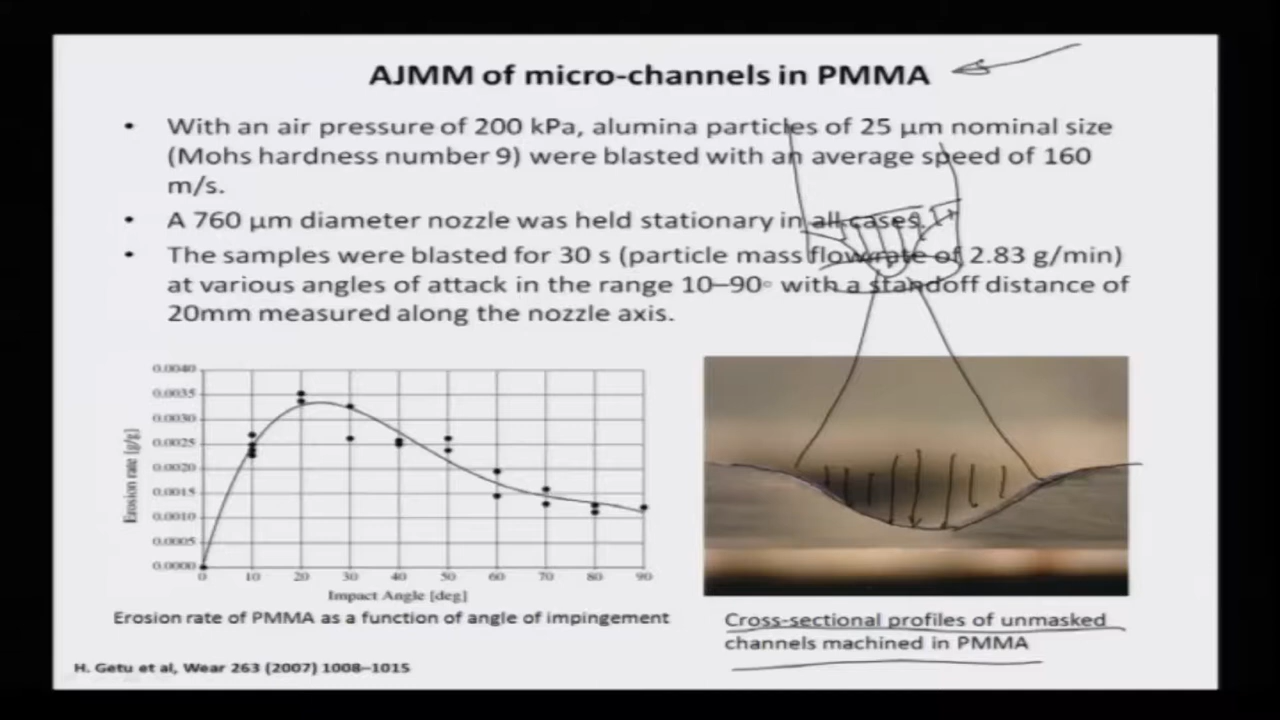 AJMM of micro-channels in PMMA
• With an air pressure of 200 kPa, alumina particles of 25 µm nominal size
(Mohs hardness number 9) were blasted with an average speed of 160
m/s.
• A 760 µm diameter nozzle was held stationary in all cases.
• The samples were blasted for 30 s (particle mass flow rate of 2.83 g/min)
at various angles of attack in the range 10–90◦ with a standoff distance of
20mm measured along the nozzle axis.
0.0040
0.0035
0.0030
0.0025
0.0020
0.0015
0.0010
0.0005
0.0000
Erosion rate [g/g]
0 10 20 30 40 50 60 70 80 90
Impact Angle [deg]
Erosion rate of PMMA as a function of angle of impingement
Cross-sectional profiles of unmasked
channels machined in PMMA
H. Getu et al, Wear 263 (2007) 1008–1015